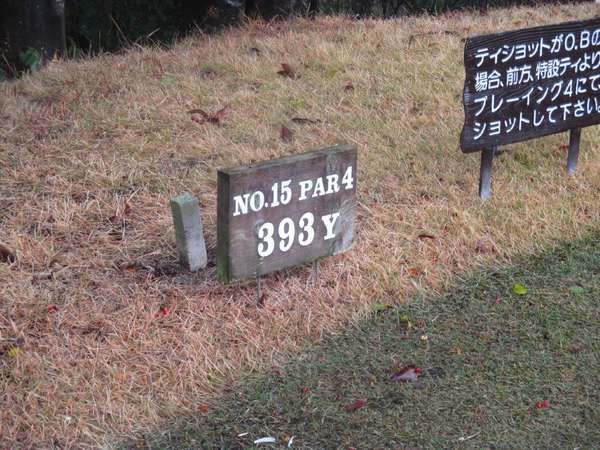 NO.15 PAR4
393Y
ティショットがO.Bの
場合、前方、特設ティより
プレーイング4にて
ショットして下さい。